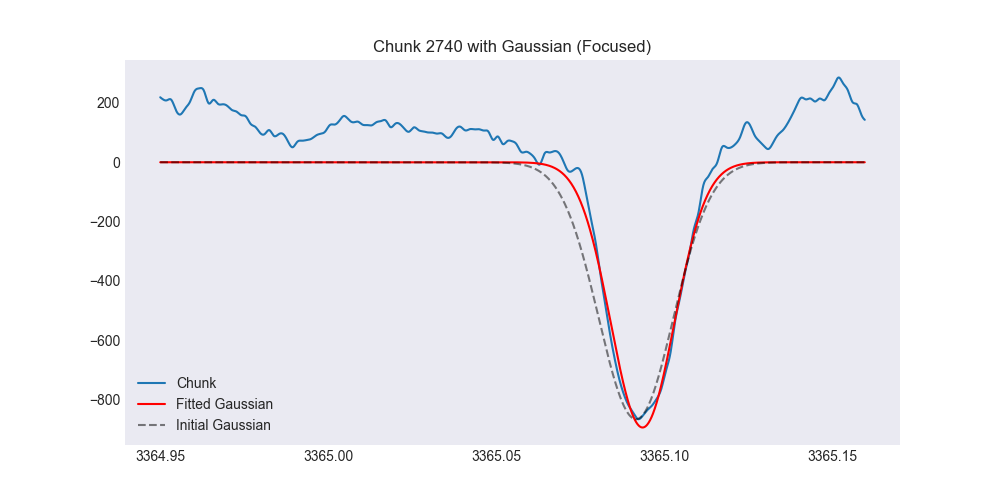 Chunk 2740 with Gaussian (Focused)
200
0
−200
−400
−600
−800
Chunk
Fitted Gaussian
Initial Gaussian
3364.95 3365.00 3365.05 3365.10 3365.15